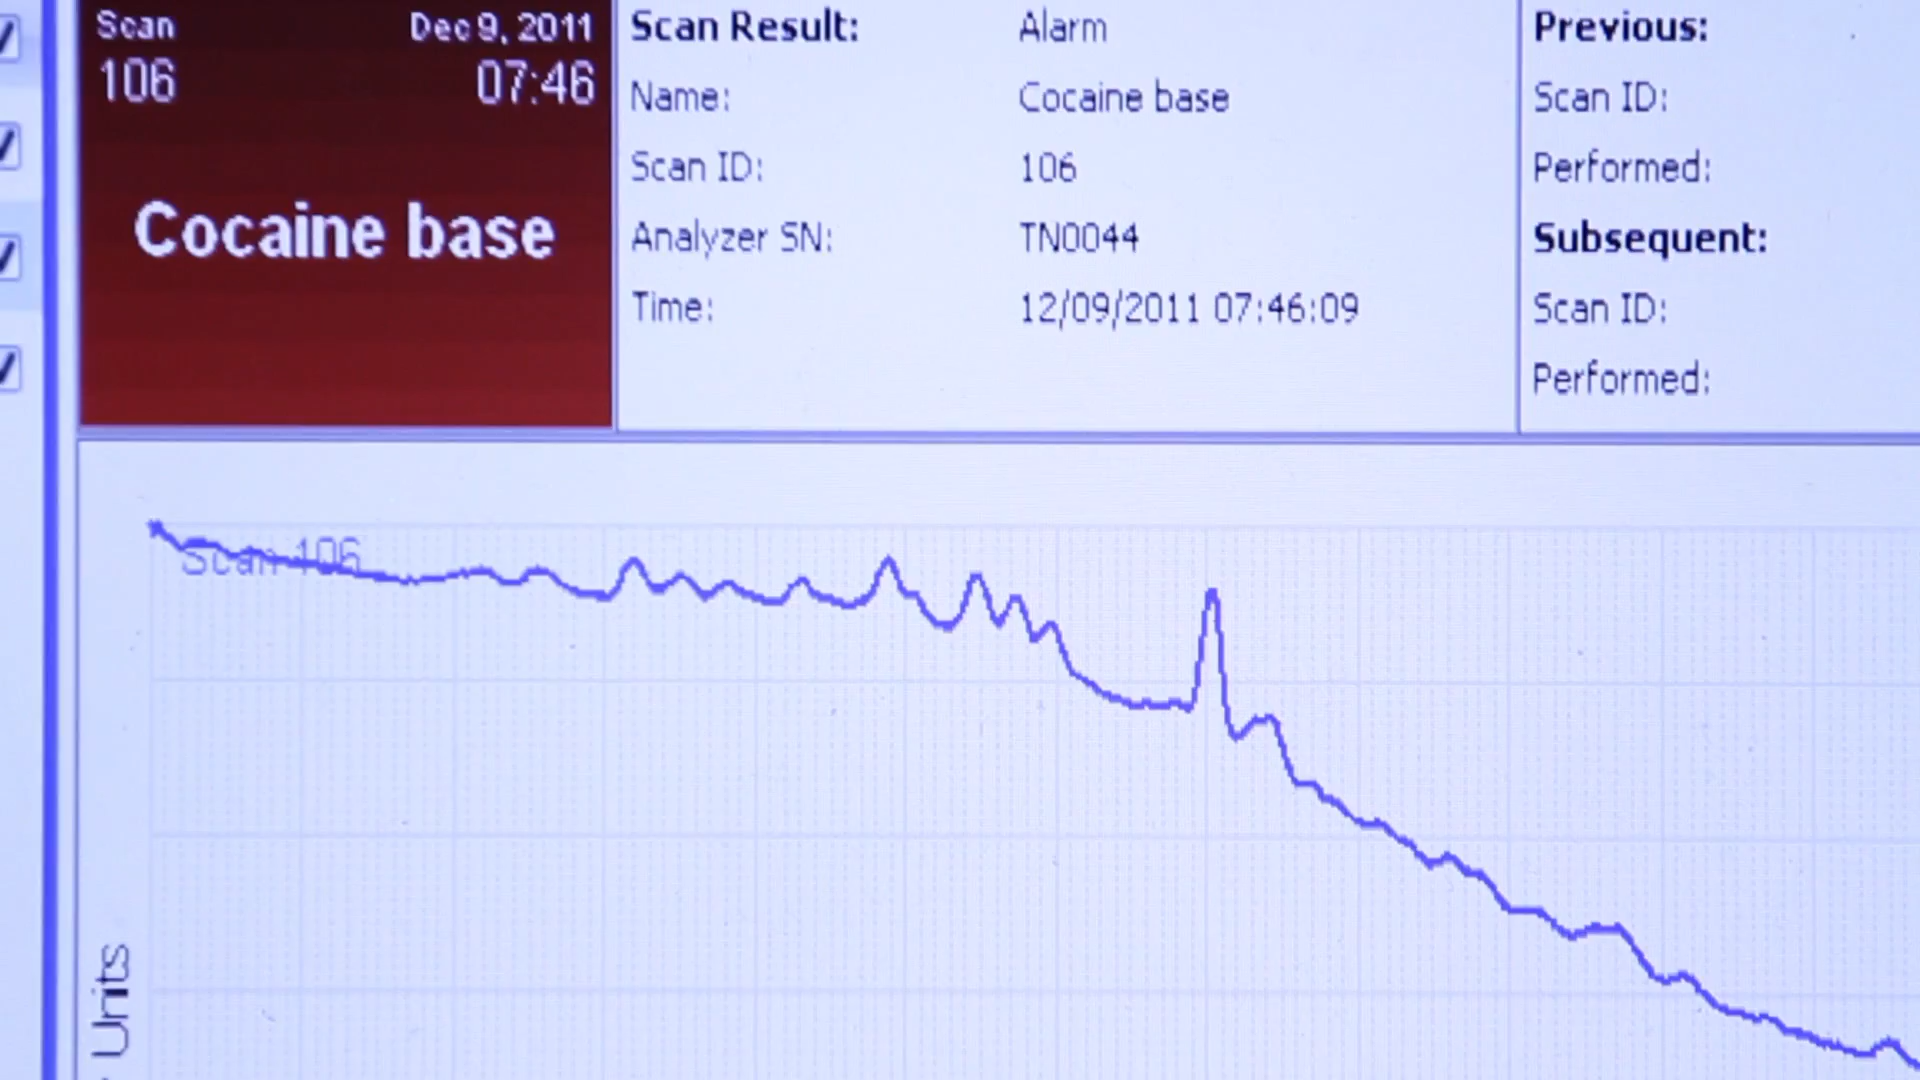 Scan Dec 9, 2011
106 07:46
Cocaine base
Scan Result: Alarm
Name: Cocaine base
Scan ID: 106
Analyzer SN: TN0044
Time: 12/09/2011 07:46:09
Previous:
Scan ID:
Performed:
Subsequent:
Scan ID:
Performed:
Scan 106
Units